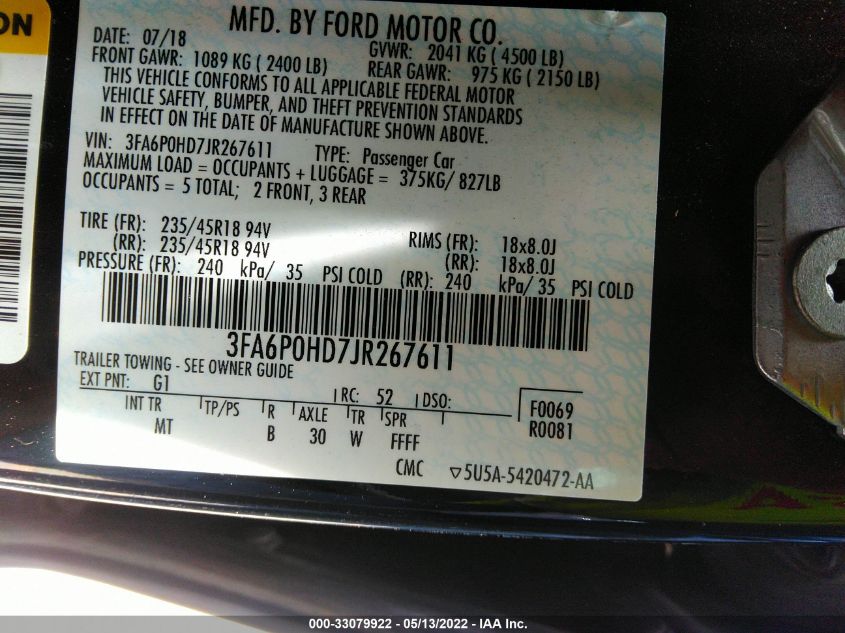 ON
MFD. BY FORD MOTOR CO.
DATE: 07/18 GVWR: 2041 KG ( 4500 LB)
FRONT GAWR: 1089 KG ( 2400 LB) REAR GAWR: 975 KG ( 2150 LB)
THIS VEHICLE CONFORMS TO ALL APPLICABLE FEDERAL MOTOR
VEHICLE SAFETY, BUMPER, AND THEFT PREVENTION STANDARDS
IN EFFECT ON THE DATE OF MANUFACTURE SHOWN ABOVE.
VIN: 3FA6P0HD7JR267611 TYPE: Passenger Car
MAXIMUM LOAD = OCCUPANTS + LUGGAGE = 375KG/ 827LB
OCCUPANTS = 5 TOTAL; 2 FRONT, 3 REAR
TIRE (FR): 235/45R18 94V RIMS (FR): 18x8.0J
(RR): 235/45R18 94V (RR): 18x8.0J
PRESSURE (FR): 240 kPa/ 35 PSI COLD (RR): 240 kPa/ 35 PSI COLD
3FA6P0HD7JR267611
TRAILER TOWING - SEE OWNER GUIDE
EXT PNT: G1 RC: 52 DSO: F0069
INT TR TP/PS R AXLE TR SPR R0081
MT B 30 W FFFF
CMC ▽5U5A-5420472-AA
000-33079922 - 05/13/2022 - IAA Inc.